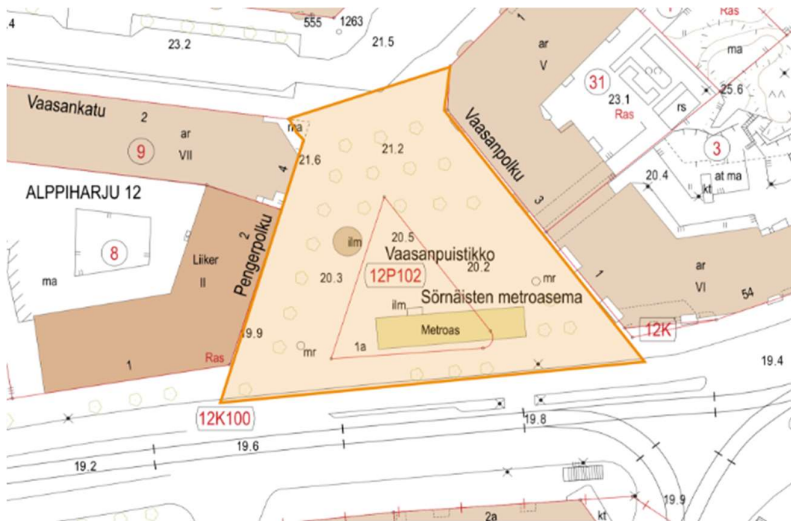 555
1263
23.2
21.5
ar
V
1
31
23.1
Ras
rs
ma
Ras
25.6
Vaasankatu
2
ar
VII
9
4
ma
21.6
21.2
Vaasanpolku
3
3
at ma
kt
20.4
ALPPIHARJU 12
8
ma
Liiker
II
2
Pengerpolku
ilm
20.5
Vaasanpuistikko
20.3
12P102
20.2
mr
Sörnäisten metroasema
ilm
Metroas
1a
mr
19.9
1
ar
VI
54
12K
1
Ras
12K100
19.4
19.8
19.6
19.2
19.9
2a
kt